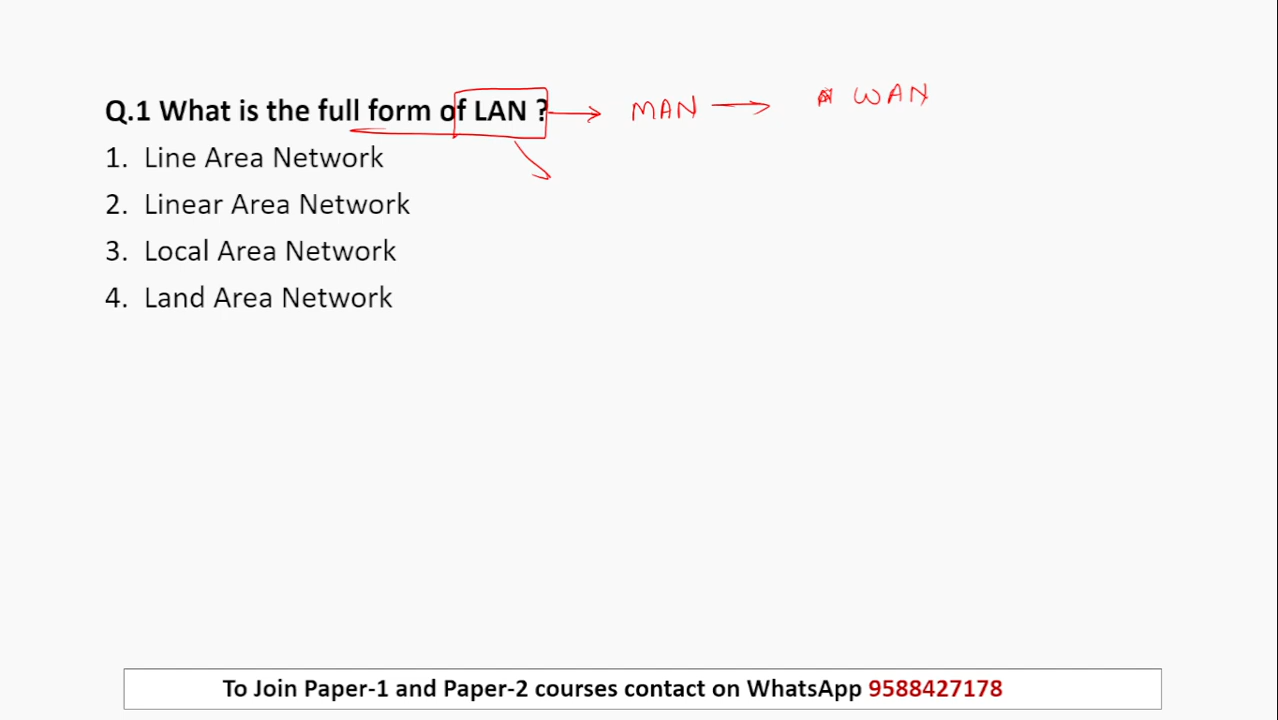 Q.1 What is the full form of LAN ? → MAN → WAN
1. Line Area Network
2. Linear Area Network
3. Local Area Network
4. Land Area Network
To Join Paper-1 and Paper-2 courses contact on WhatsApp 9588427178